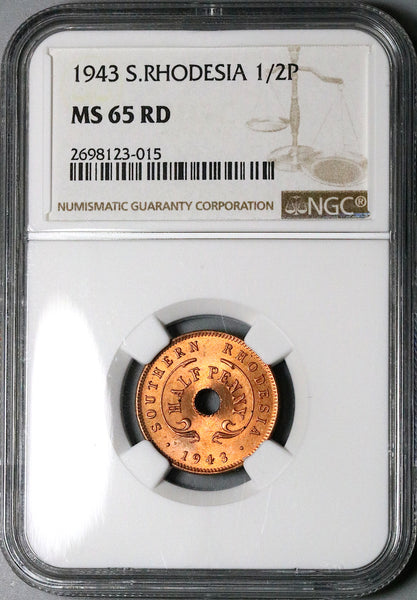 1943 S.RHODESIA 1/2P
MS 65 RD
2698123-015
NUMISMATIC GUARANTY CORPORATION
NGC®
SOUTHERN RHODESIA
HALF PENNY
· 1943 ·